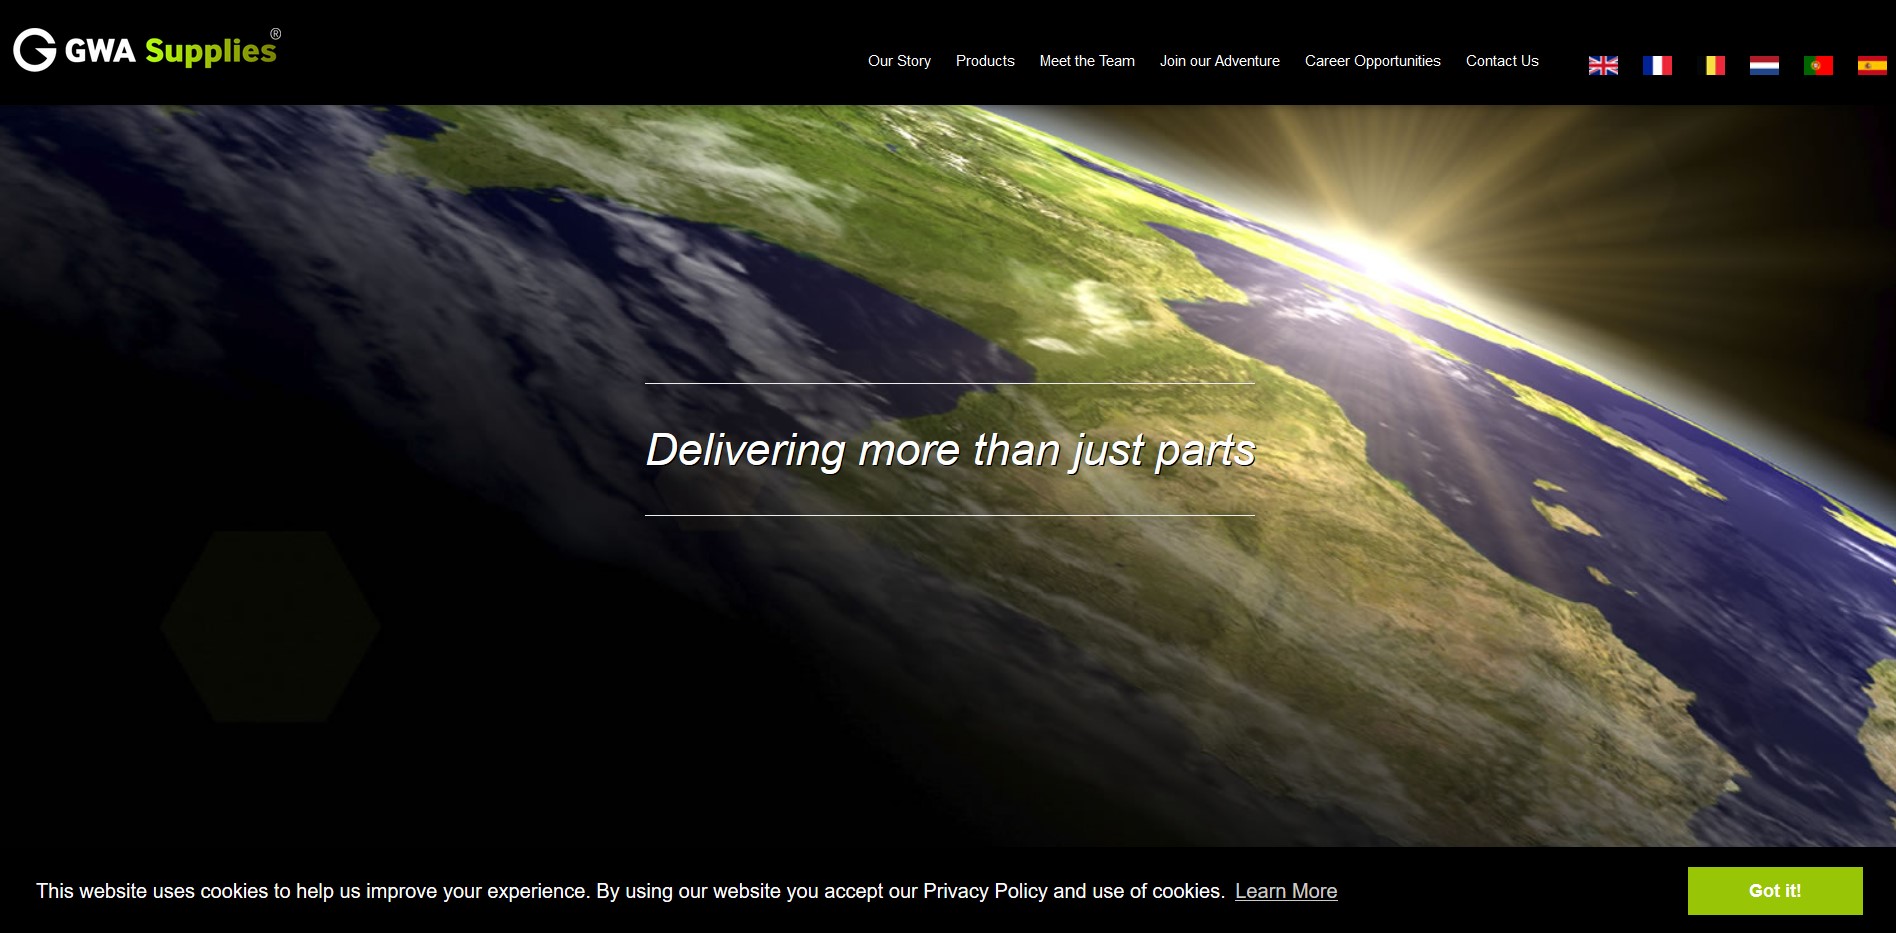 GWA Supplies®
Our Story
Products
Meet the Team
Join our Adventure
Career Opportunities
Contact Us
Delivering more than just parts
This website uses cookies to help us improve your experience. By using our website you accept our Privacy Policy and use of cookies. Learn More
Got it!